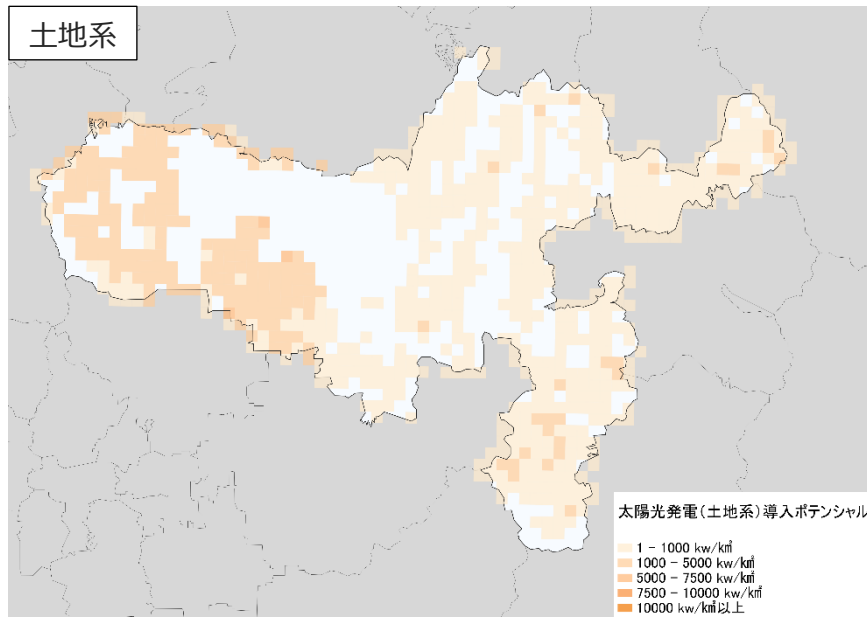 土地系
太陽光発電(土地系)導入ポテンシャル
1 - 1000 kw/k㎡
1000 - 5000 kw/k㎡
5000 - 7500 kw/k㎡
7500 - 10000 kw/k㎡
10000 kw/k㎡以上